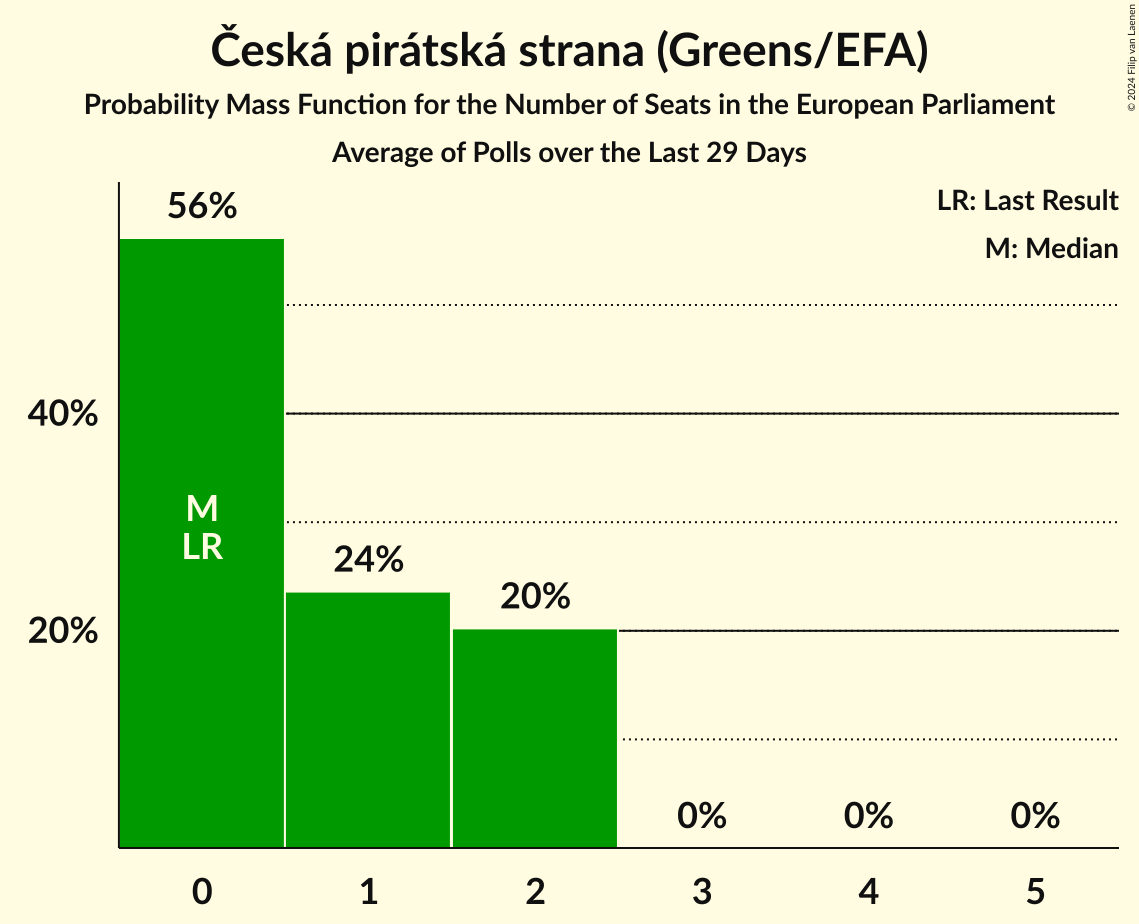 Česká pirátská strana (Greens/EFA)
Probability Mass Function for the Number of Seats in the European Parliament
Average of Polls over the Last 29 Days
© 2024 Filip van Laenen
LR: Last Result
M: Median
56%
40%
M
LR
24%
20%
20%
0%
0%
0%
0
1
2
3
4
5